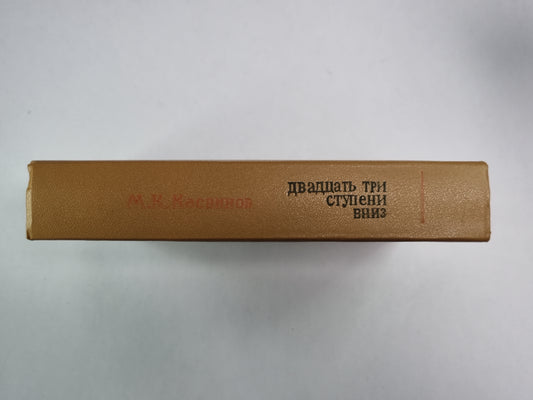 М.К.Касвинов
двадцать три
ступени
вниз